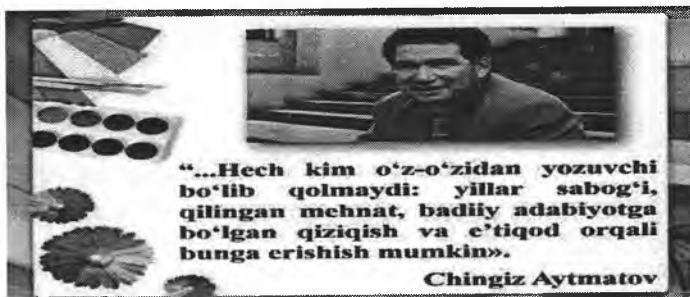 “...Hech kim o‘z-o‘zidan yozuvchi
bo‘lib qolmaydi: yillar sabog‘i,
qilingan mehnat, badiiy adabiyotga
bo‘lgan qiziqish va e’tiqod orqali
bunga erishish mumkin».
Chingiz Aytmatov